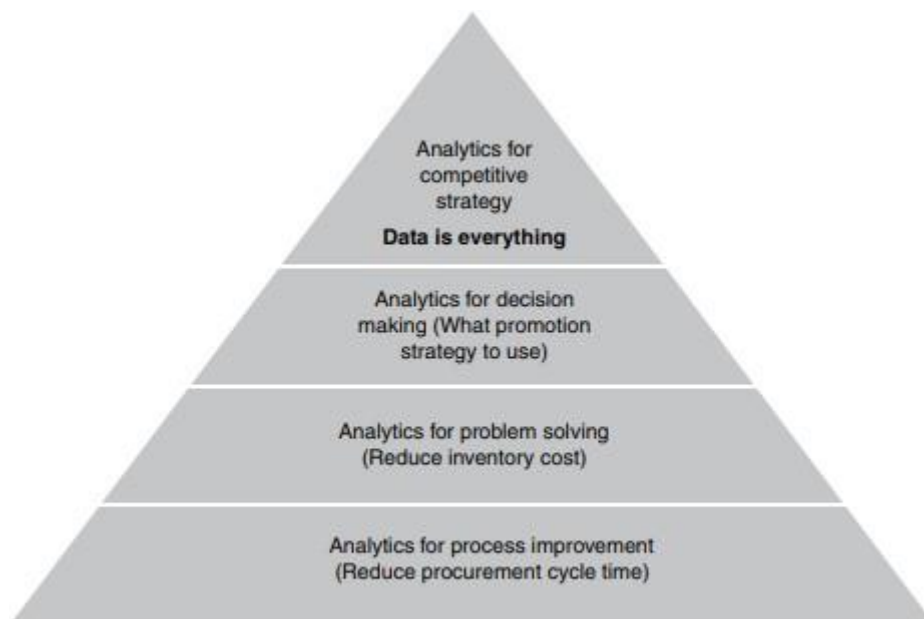 Analytics for
competitive
strategy
Data is everything
Analytics for decision
making (What promotion
strategy to use)
Analytics for problem solving
(Reduce inventory cost)
Analytics for process improvement
(Reduce procurement cycle time)